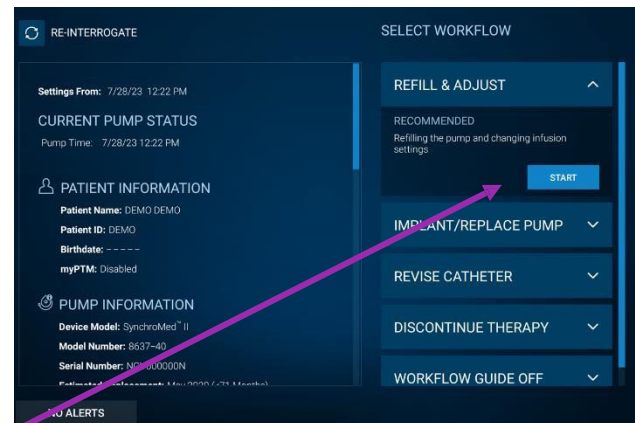 RE-INTERROGATE
Settings From: 7/28/23 12:22 PM
CURRENT PUMP STATUS
Pump Time: 7/28/23 12:22 PM
PATIENT INFORMATION
Patient Name: DEMO DEMO
Patient ID: DEMO
Birthdate: – – – – –
myPTM: Disabled
PUMP INFORMATION
Device Model: SynchroMed™ II
Model Number: 8637–40
Serial Number:
NO ALERTS
SELECT WORKFLOW
REFILL & ADJUST
RECOMMENDED
Refilling the pump and changing infusion
settings
START
IMPLANT/REPLACE PUMP
REVISE CATHETER
DISCONTINUE THERAPY
WORKFLOW GUIDE OFF